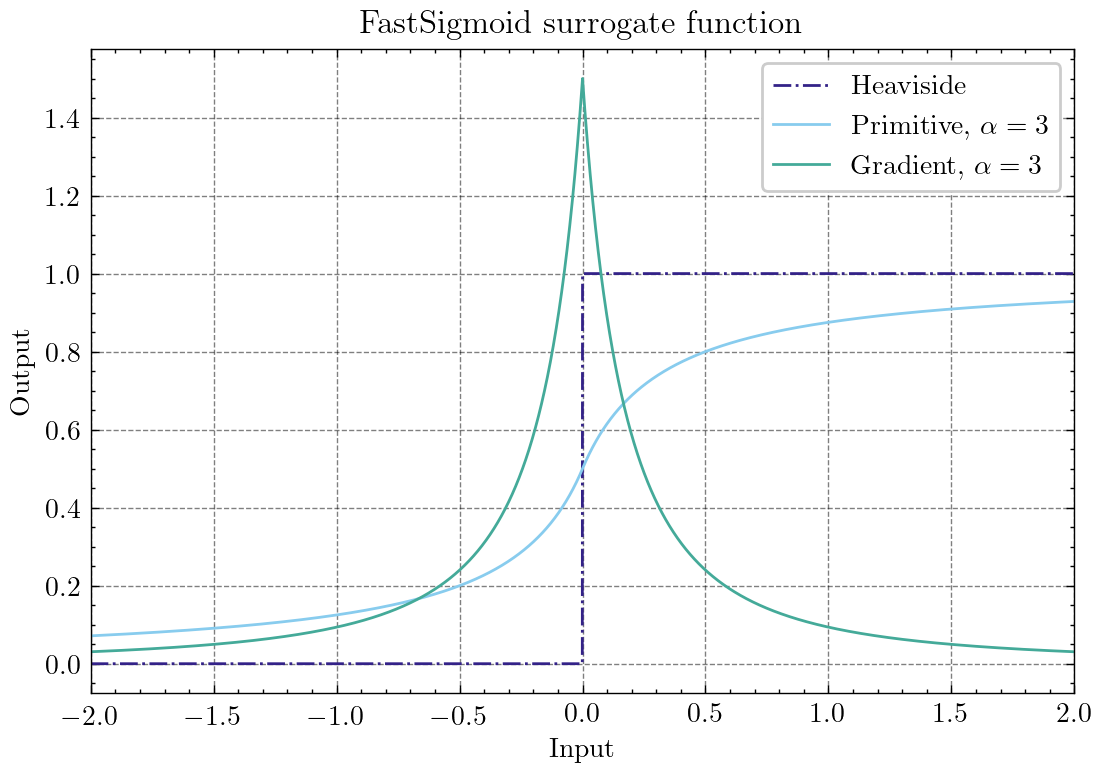 FastSigmoid surrogate function
Heaviside
Primitive, α = 3
Gradient, α = 3
Output
1.4
1.2
1.0
0.8
0.6
0.4
0.2
0.0
−2.0 −1.5 −1.0 −0.5 0.0 0.5 1.0 1.5 2.0
Input